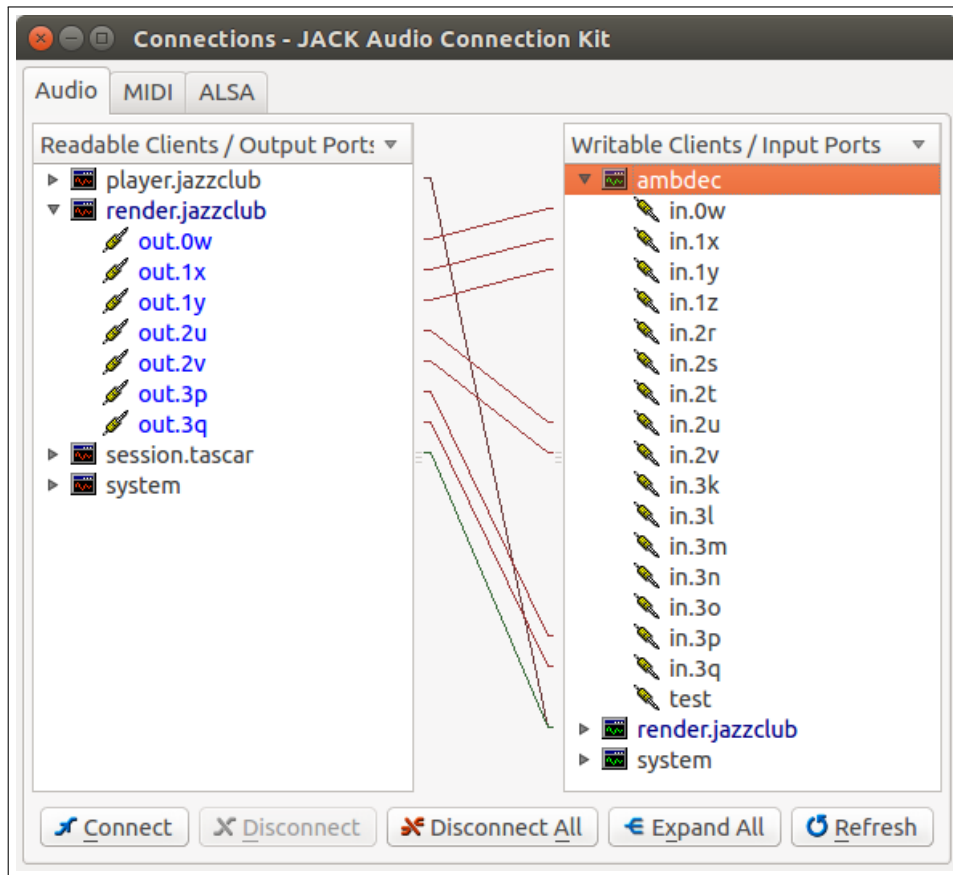 Connections - JACK Audio Connection Kit
Audio MIDI ALSA
Readable Clients / Output Ports
player.jazzclub
render.jazzclub
out.0w
out.1x
out.1y
out.2u
out.2v
out.3p
out.3q
session.tascar
system
Writable Clients / Input Ports
ambdec
in.0w
in.1x
in.1y
in.1z
in.2r
in.2s
in.2t
in.2u
in.2v
in.3k
in.3l
in.3m
in.3n
in.3o
in.3p
in.3q
test
render.jazzclub
system
Connect Disconnect Disconnect All Expand All Refresh